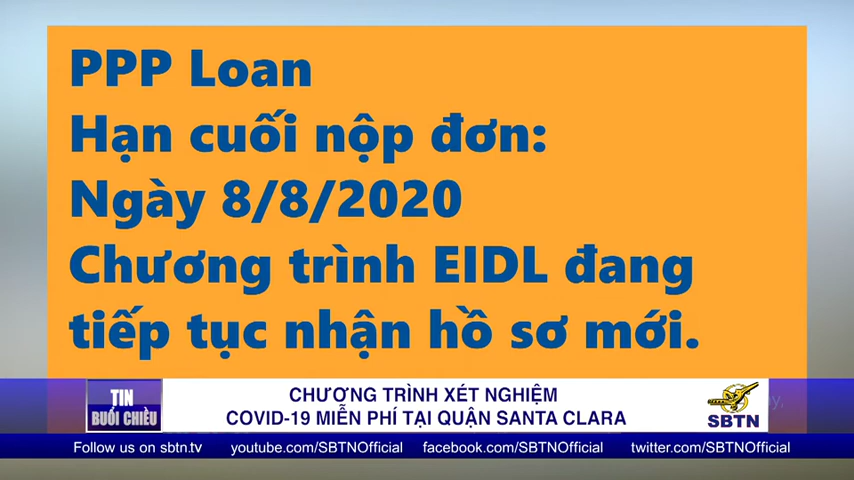 PPP Loan
Hạn cuối nộp đơn:
Ngày 8/8/2020
Chương trình EIDL đang
tiếp tục nhận hồ sơ mới.
TIN
BUỔI CHIỀU
CHƯƠNG TRÌNH XÉT NGHIỆM
COVID-19 MIỄN PHÍ TẠI QUẬN SANTA CLARA
SBTN
Follow us on sbtn.tv youtube.com/SBTNOfficial facebook.com/SBTNOfficial twitter.com/SBTNOfficial